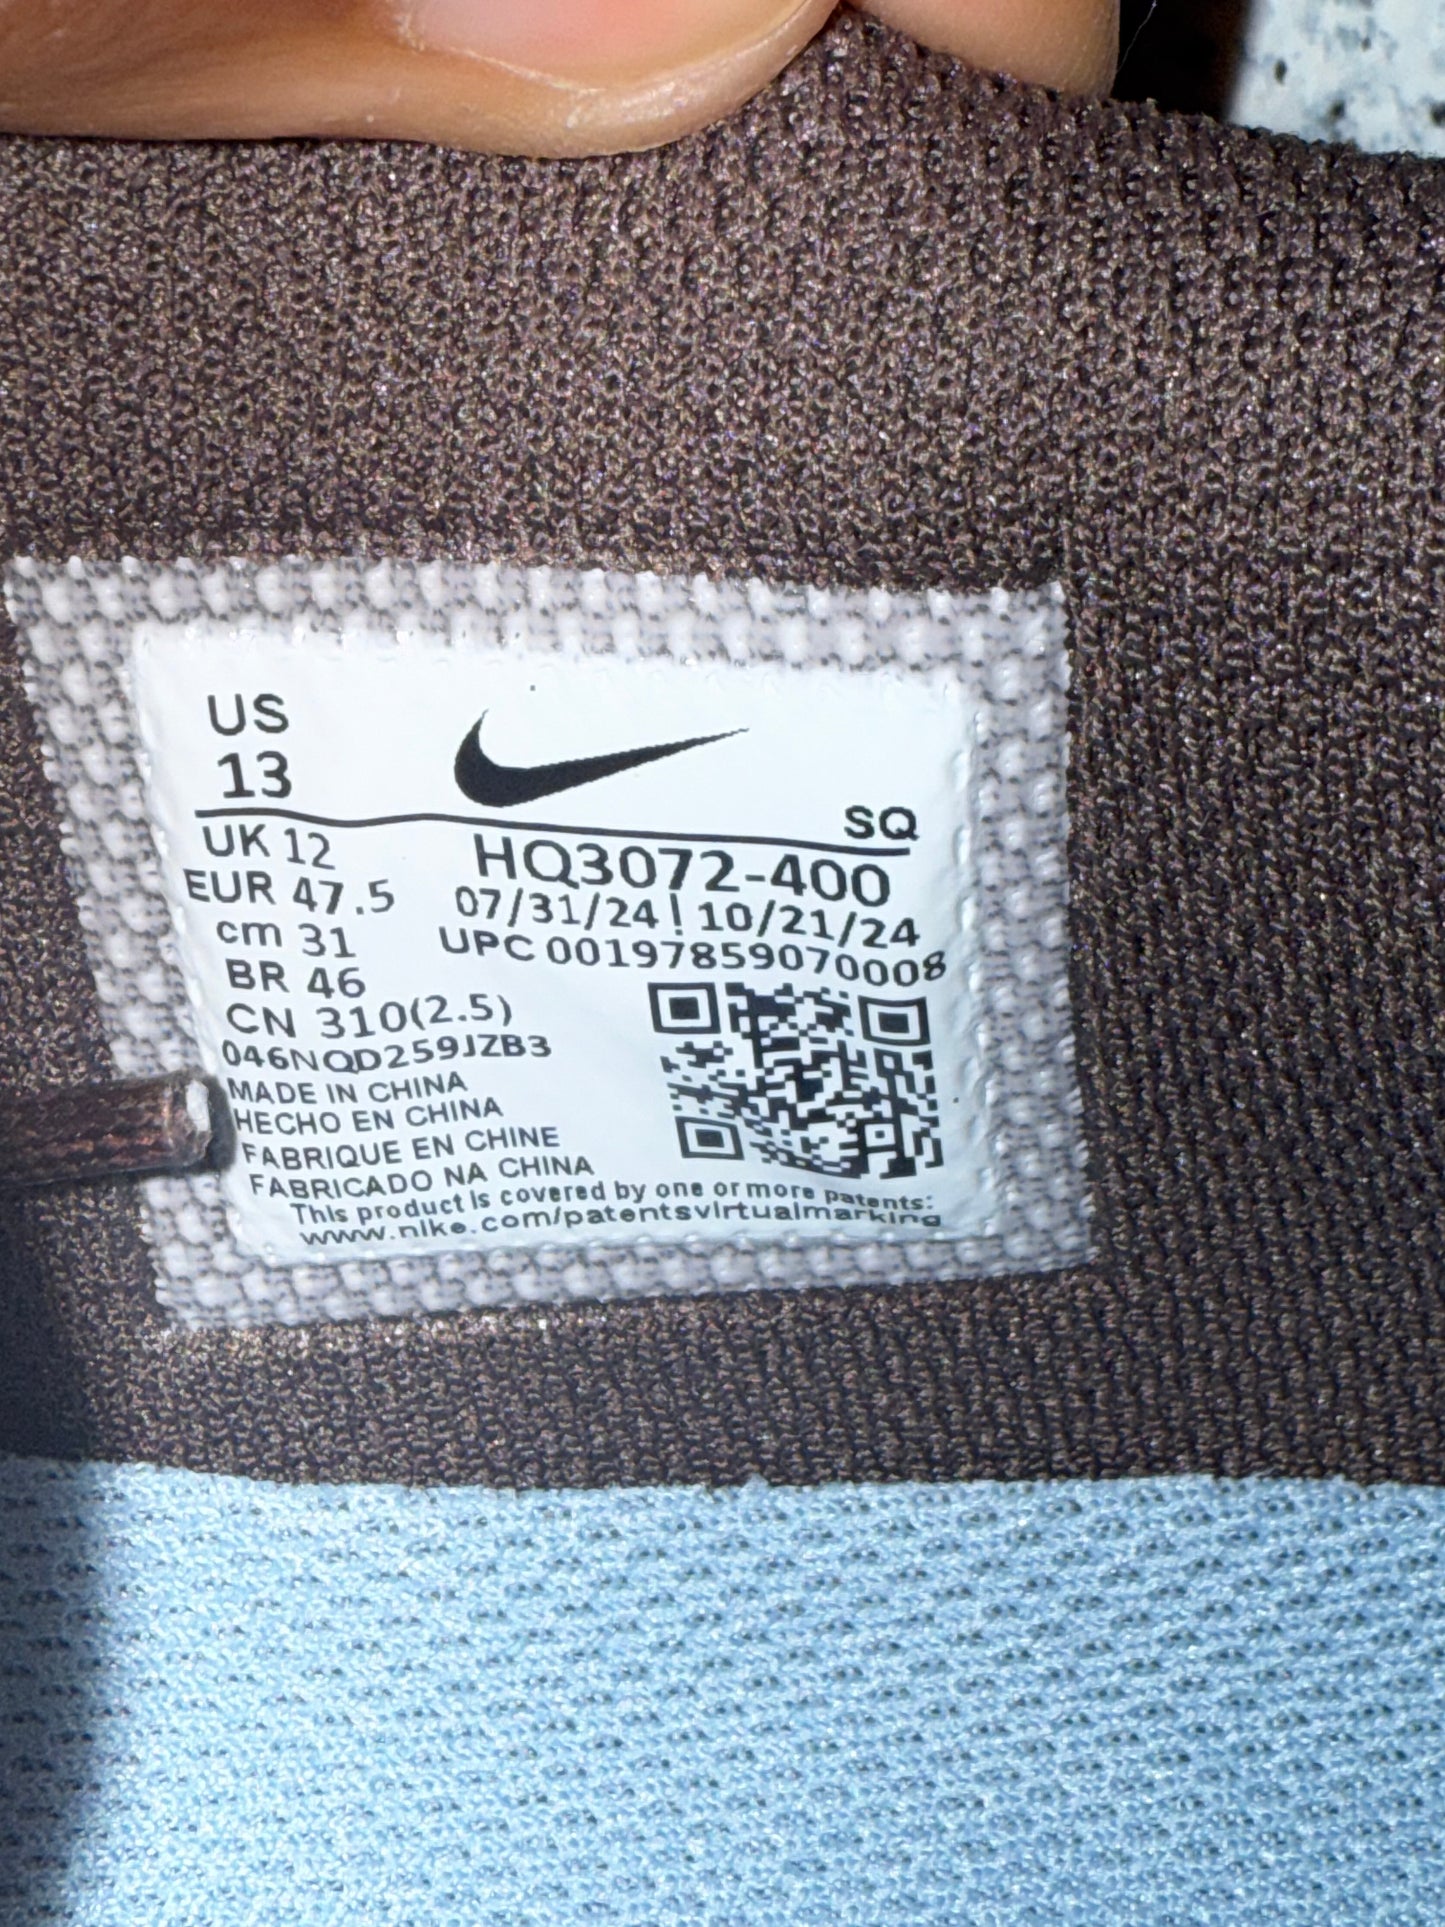 US
13
SQ
UK 12
HQ3072-400
EUR 47.5
07/31/24 ! 10/21/24
cm 31
UPC 00197859070008
BR 46
CN 310(2.5)
046NQD259JZB3
MADE IN CHINA
HECHO EN CHINA
FABRIQUE EN CHINE
FABRICADO NA CHINA
This product is covered by one or more patents:
www.nike.com/patentsvirtualmarking